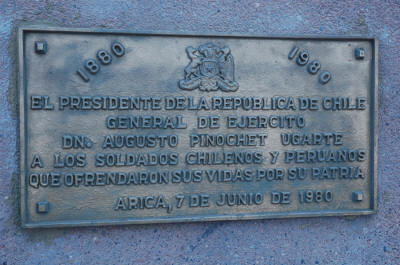 1880 1980
EL PRESIDENTE DE LA REPUBLICA DE CHILE
GENERAL DE EJERCITO
DN. AUGUSTO PINOCHET UGARTE
A LOS SOLDADOS CHILENOS Y PERUANOS
QUE OFRENDARON SUS VIDAS POR SU PATRIA
ARICA, 7 DE JUNIO DE 1980